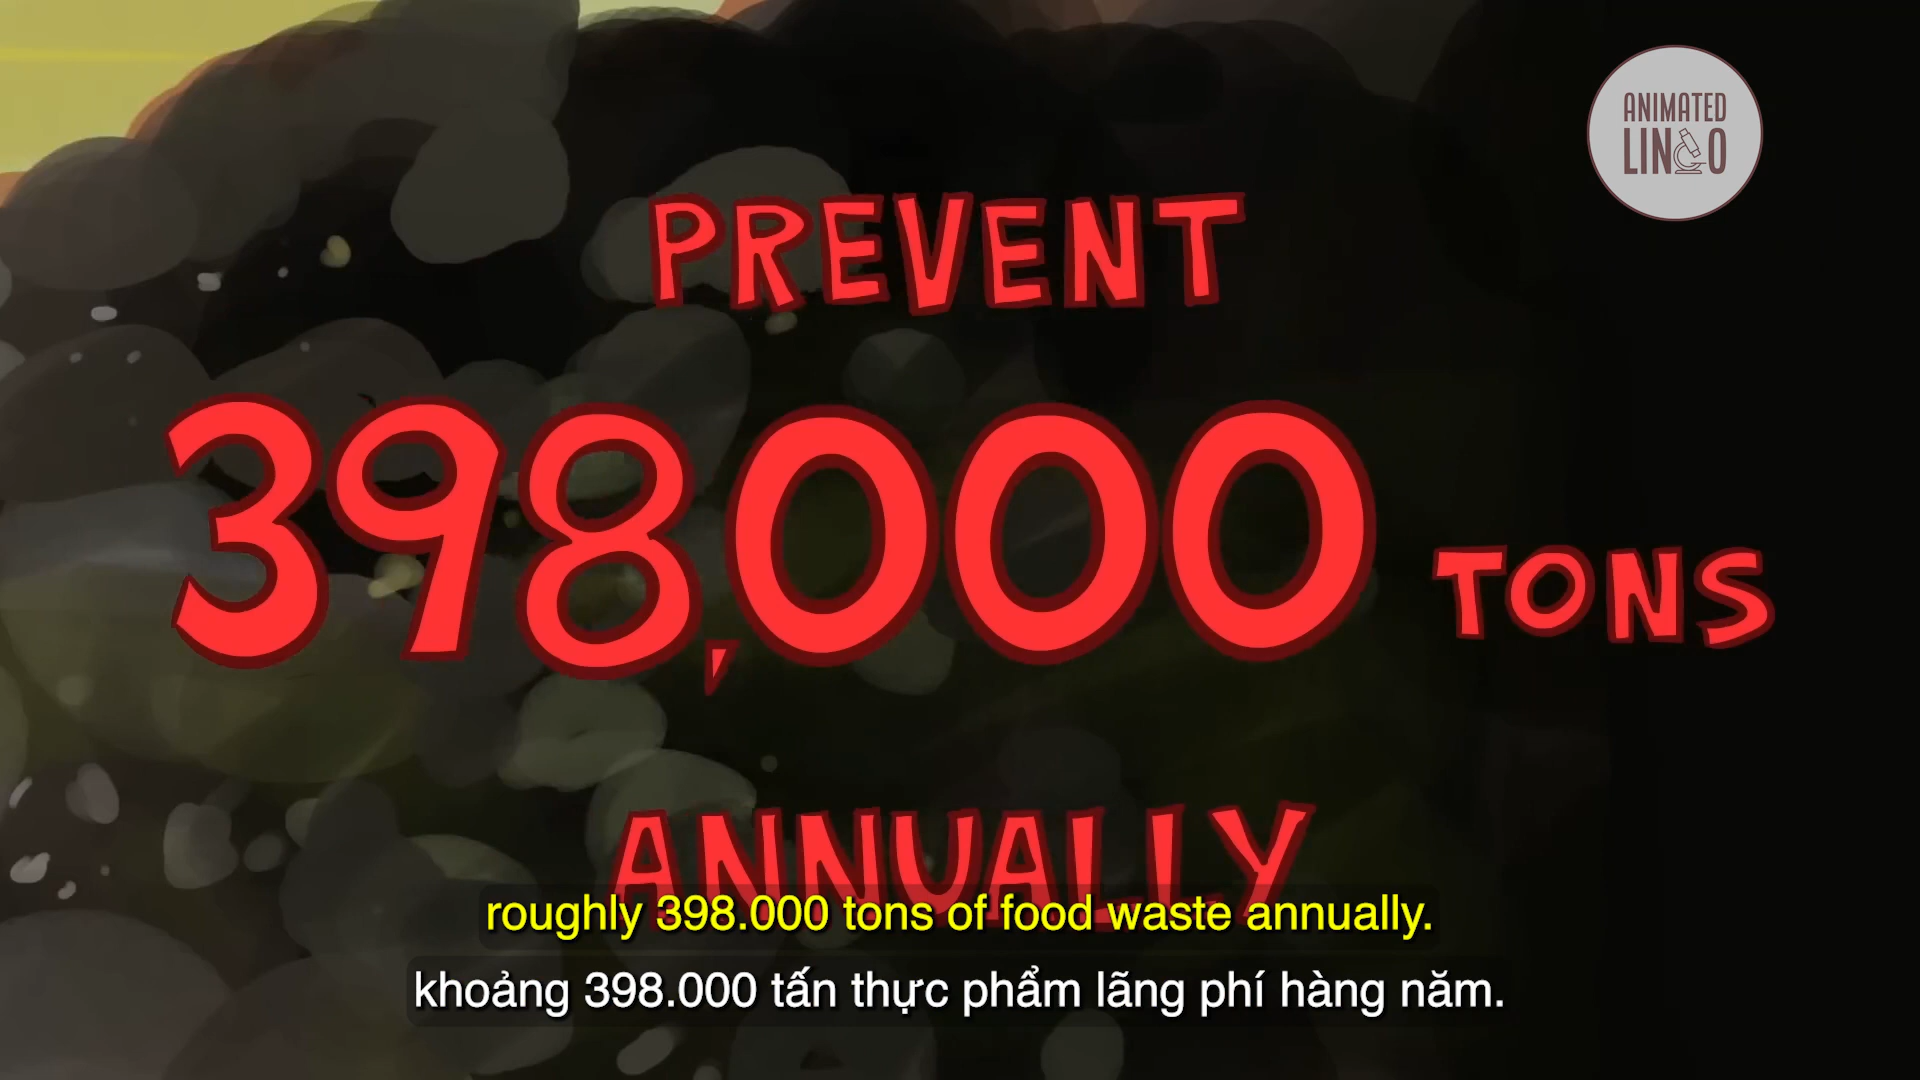 ANIMATED
LINGO
PREVENT
398,000 TONS
ANNUALLY
roughly 398.000 tons of food waste annually.
khoảng 398.000 tấn thực phẩm lãng phí hàng năm.